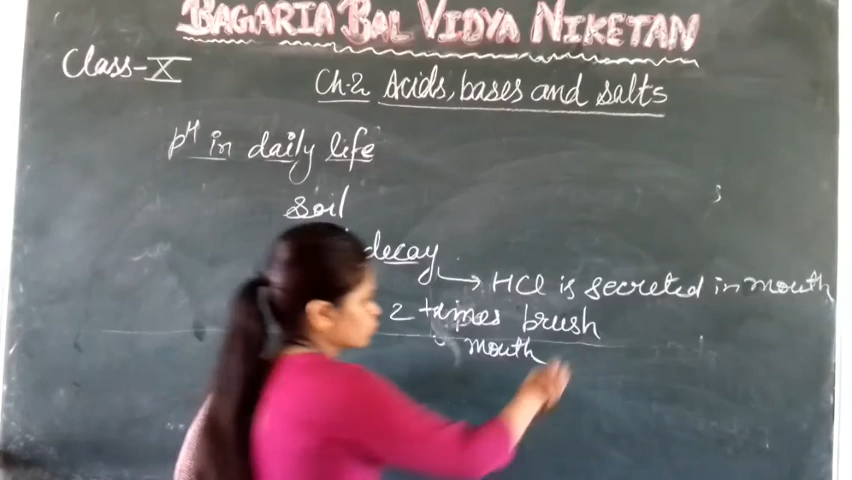 BAGARIA BAL VIDYA NIKETAN
Class-X
Ch-2 Acids, bases and salts
pH in daily life
soil
decay
HCl is secreted in mouth
2 times brush
mouth